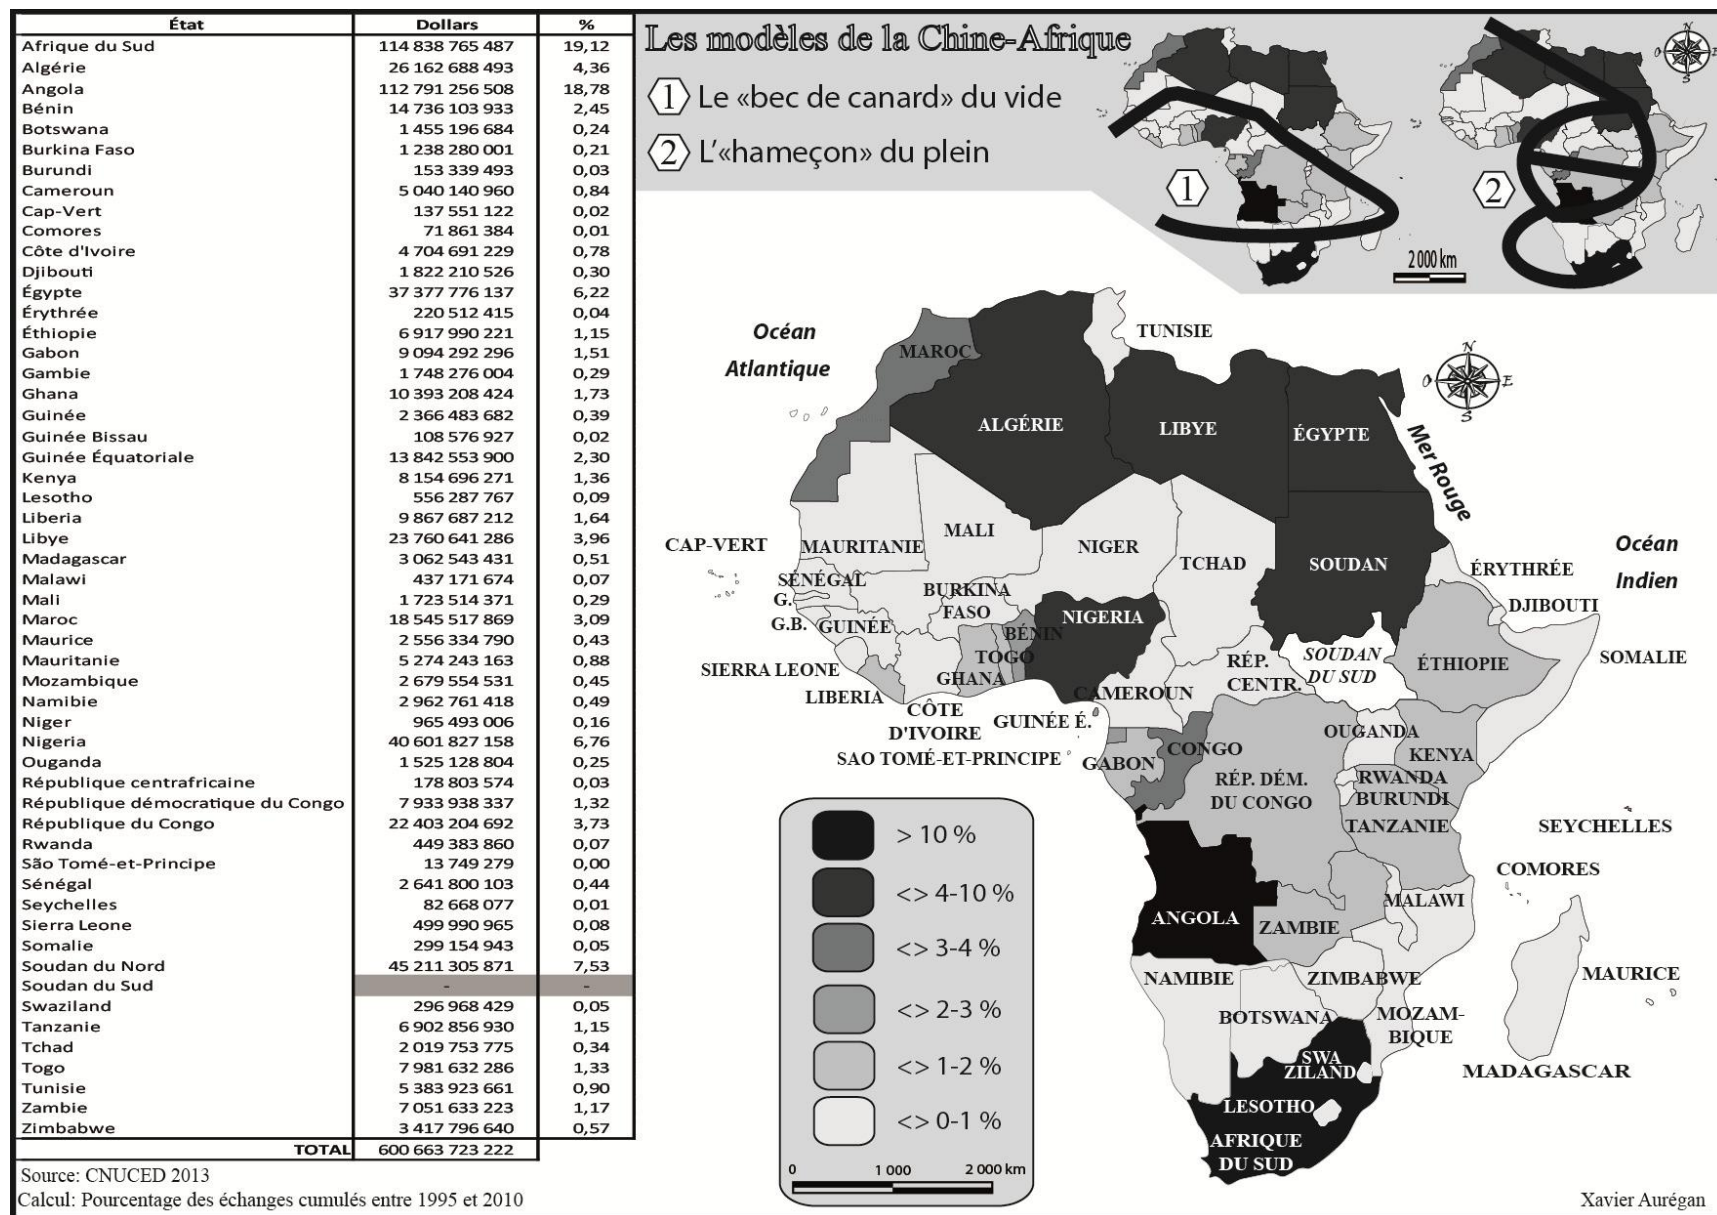 État Dollars %
Afrique du Sud 114 838 765 487 19,12
Algérie 26 162 688 493 4,36
Angola 112 791 256 508 18,78
Bénin 14 736 103 933 2,45
Botswana 1 455 196 684 0,24
Burkina Faso 1 238 280 001 0,21
Burundi 153 339 493 0,03
Cameroun 5 040 140 960 0,84
Cap-Vert 137 551 122 0,02
Comores 71 861 384 0,01
Côte d'Ivoire 4 704 691 229 0,78
Djibouti 1 822 210 526 0,30
Égypte 37 377 776 137 6,22
Érythrée 220 512 415 0,04
Éthiopie 6 917 990 221 1,15
Gabon 9 094 292 296 1,51
Gambie 1 748 276 004 0,29
Ghana 10 393 208 424 1,73
Guinée 2 366 483 682 0,39
Guinée Bissau 108 576 927 0,02
Guinée Équatoriale 13 842 553 900 2,30
Kenya 8 154 696 271 1,36
Lesotho 556 287 767 0,09
Liberia 9 867 687 212 1,64
Libye 23 760 641 286 3,96
Madagascar 3 062 543 431 0,51
Malawi 437 171 674 0,07
Mali 1 723 514 371 0,29
Maroc 18 545 517 869 3,09
Maurice 2 556 334 790 0,43
Mauritanie 5 274 243 163 0,88
Mozambique 2 679 554 531 0,45
Namibie 2 962 761 418 0,49
Niger 965 493 006 0,16
Nigeria 40 601 827 158 6,76
Ouganda 1 525 128 804 0,25
République centrafricaine 178 803 574 0,03
République démocratique du Congo 7 933 938 337 1,32
République du Congo 22 403 204 692 3,73
Rwanda 449 383 860 0,07
São Tomé-et-Principe 13 749 279 0,00
Sénégal 2 641 800 103 0,44
Seychelles 82 668 077 0,01
Sierra Leone 499 990 965 0,08
Somalie 299 154 943 0,05
Soudan du Nord 45 211 305 871 7,53
Soudan du Sud - -
Swaziland 296 968 429 0,05
Tanzanie 6 902 856 930 1,15
Tchad 2 019 753 775 0,34
Togo 7 981 632 286 1,33
Tunisie 5 383 923 661 0,90
Zambie 7 051 633 223 1,17
Zimbabwe 3 417 796 640 0,57
TOTAL 600 663 723 222
Source: CNUCED 2013
Calcul: Pourcentage des échanges cumulés entre 1995 et 2010
Les modèles de la Chine-Afrique
1 Le «bec de canard» du vide
2 L'«hameçon» du plein
1
2
2 000 km
N
O E
S
Océan
Atlantique
TUNISIE
MAROC
N
O E
S
ALGÉRIE
LIBYE
ÉGYPTE
Mer Rouge
MALI
CAP-VERT
MAURITANIE
NIGER
TCHAD
SOUDAN
Océan
Indien
ÉRYTHRÉE
SÉNÉGAL
G.
BURKINA
FASO
DJIBOUTI
G.B.
GUINÉE
NIGERIA
BÉNIN
TOGO
GHANA
SIERRA LEONE
LIBERIA
RÉP.
CENTR.
SOUDAN
DU SUD
ÉTHIOPIE
SOMALIE
CÔTE
D'IVOIRE
GUINÉE É.
CAMEROUN
SAO TOMÉ-ET-PRINCIPE
GABON
CONGO
OUGANDA
KENYA
RÉP. DÉM.
DU CONGO
RWANDA
BURUNDI
TANZANIE
SEYCHELLES
COMORES
ANGOLA
ZAMBIE
MALAWI
NAMIBIE
ZIMBABWE
MAURICE
BOTSWANA
MOZAM-
BIQUE
SWA
ZILAND
MADAGASCAR
LESOTHO
AFRIQUE
DU SUD
> 10 %
<> 4-10 %
<> 3-4 %
<> 2-3 %
<> 1-2 %
<> 0-1 %
0 1 000 2 000 km
Xavier Aurégan